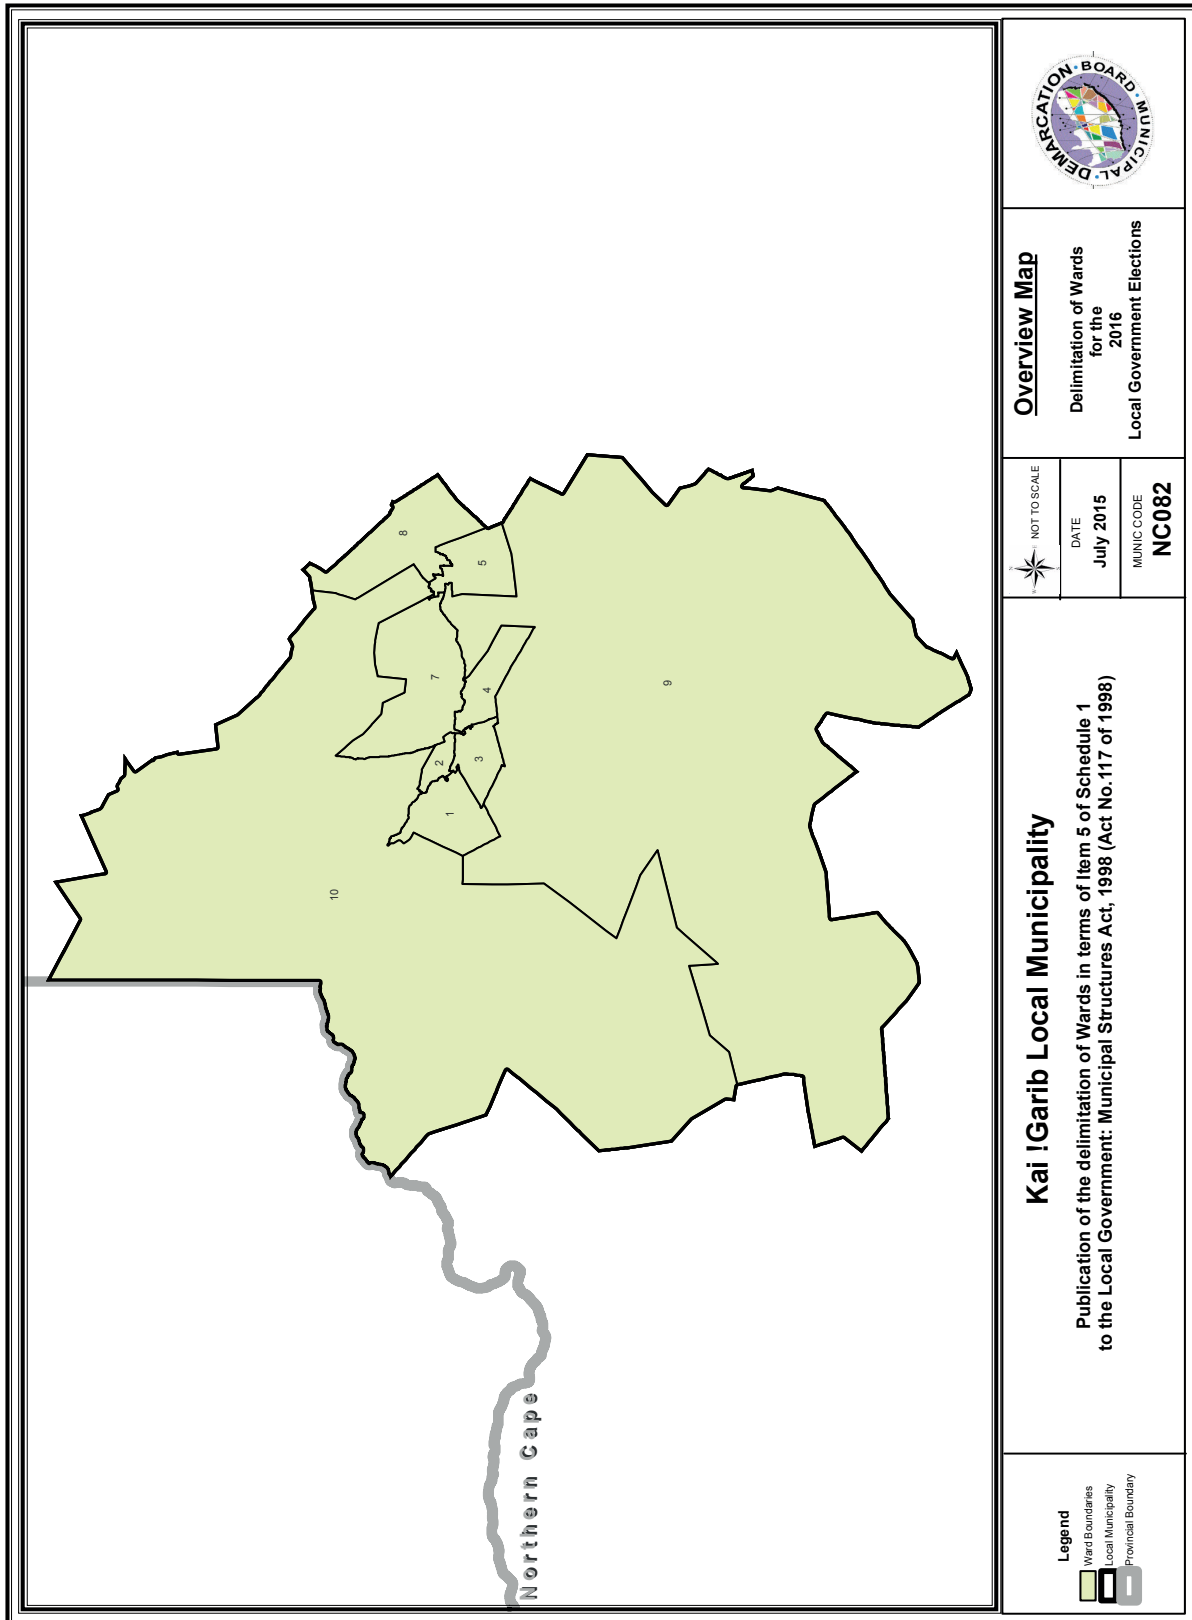 10
9
8
7
5
4
3
2
1
Northern Cape
Legend
Ward Boundaries
Local Municipality
Provincial Boundary
Kai !Garib Local Municipality
Publication of the delimitation of Wards in terms of Item 5 of Schedule 1
to the Local Government: Municipal Structures Act, 1998 (Act No.117 of 1998)
NOT TO SCALE
DATE
July 2015
MUNIC CODE
NC082
Overview Map
Delimitation of Wards
for the
2016
Local Government Elections
MUNICIPAL • DEMARCATION • BOARD •